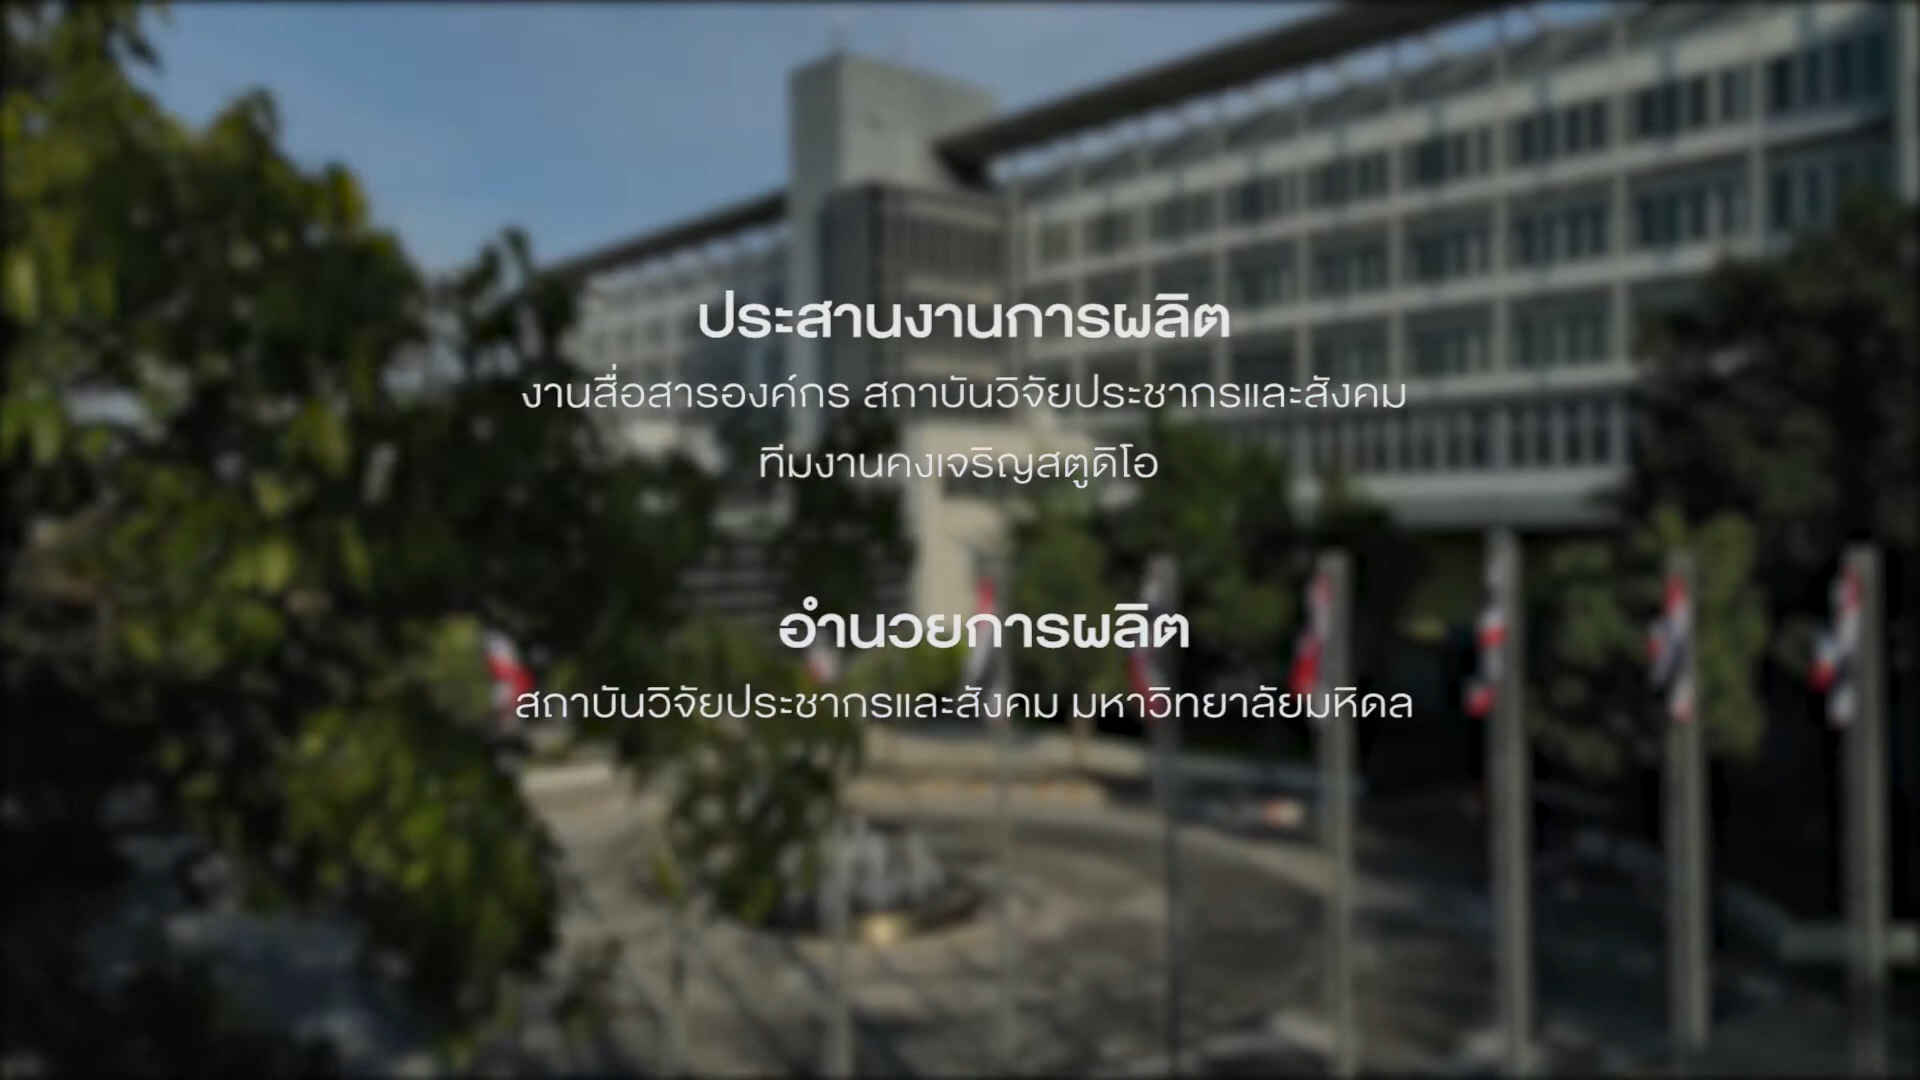 ประสานงานการผลิต
งานสื่อสารองค์กร สถาบันวิจัยประชากรและสังคม
ทีมงานคงเจริญสตูดิโอ
อำนวยการผลิต
สถาบันวิจัยประชากรและสังคม มหาวิทยาลัยมหิดล